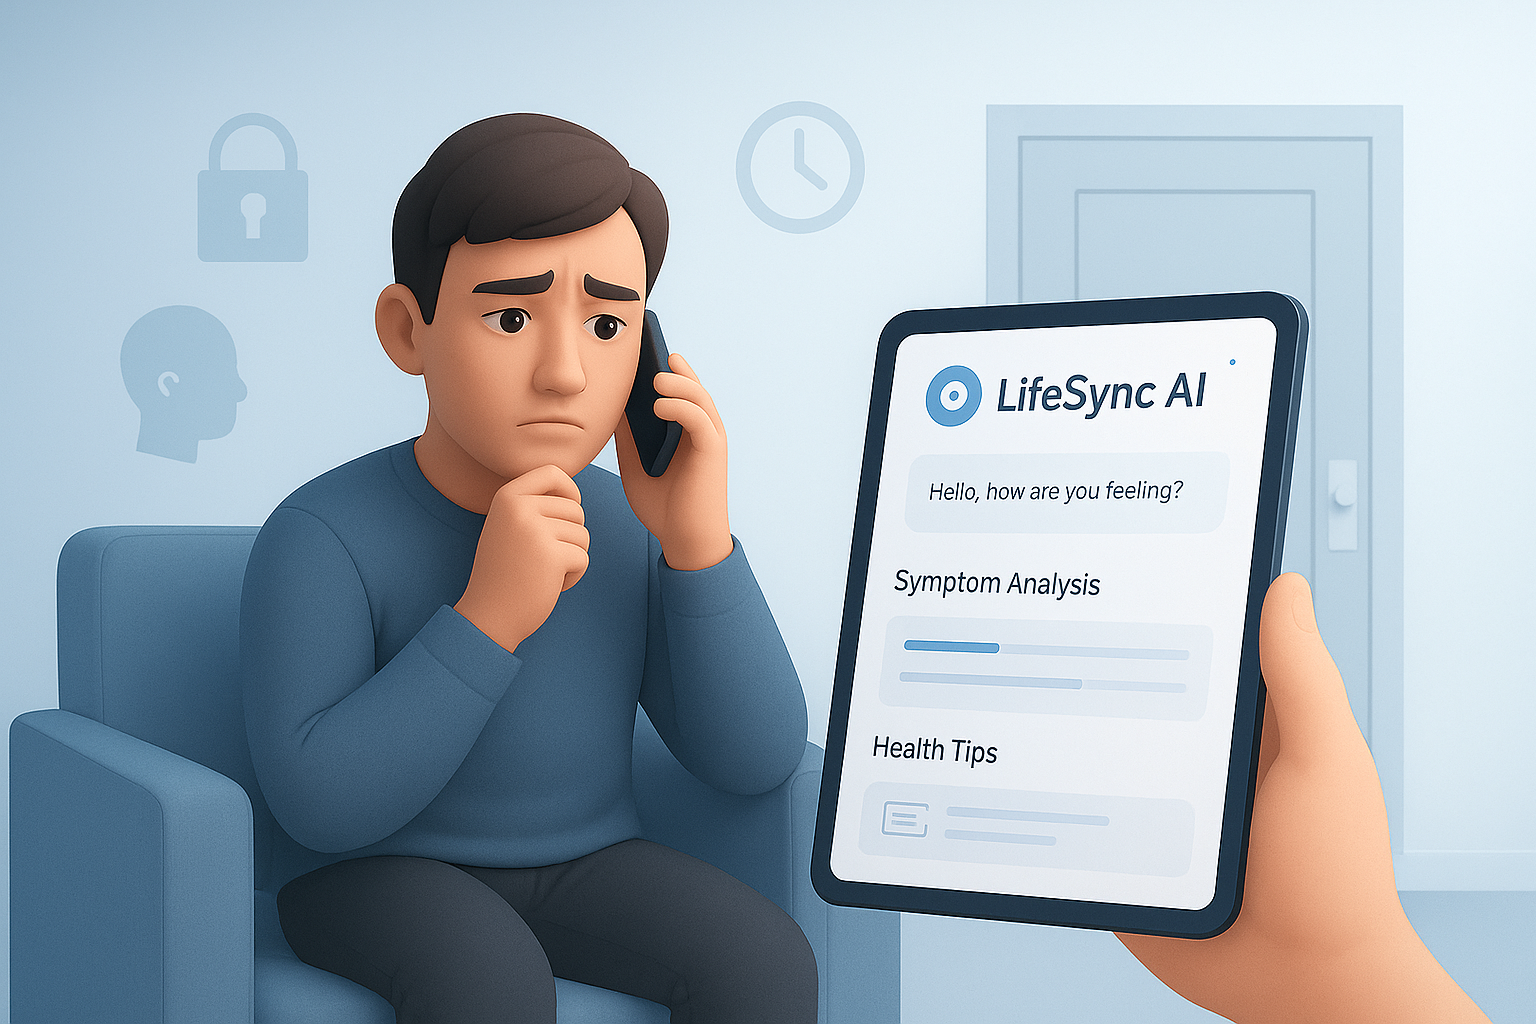 LifeSync AI
Hello, how are you feeling?
Symptom Analysis
Health Tips